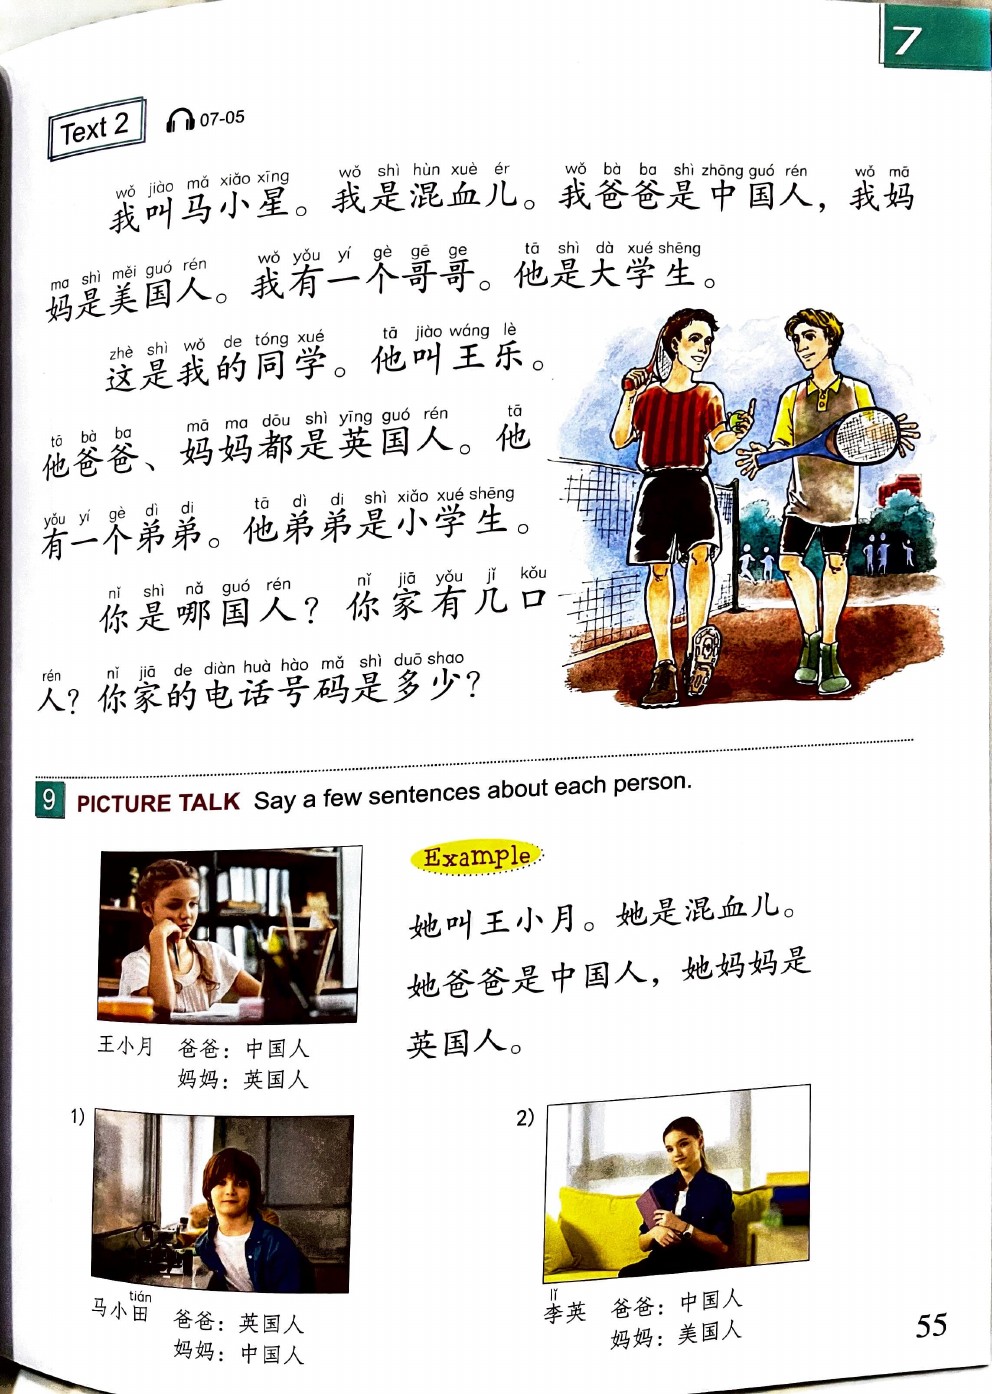 7
Text 2 07-05
wǒ jiào mǎ xiǎo xīng wǒ shì hùn xuè ér wǒ bà ba shì zhōng guó rén wǒ mā
我叫马小星。我是混血儿。我爸爸是中国人，我妈
ma shì měi guó rén wǒ yǒu yí gè gē ge tā shì dà xué shēng
妈是美国人。我有一个哥哥。他是大学生。
zhè shì wǒ de tóng xué tā jiào wáng lè
这是我的同学。他叫王乐。
tā bà ba mā ma dōu shì yīng guó rén tā
他爸爸、妈妈都是英国人。他
yǒu yí gè dì di tā dì di shì xiǎo xué shēng
有一个弟弟。他弟弟是小学生。
nǐ shì nǎ guó rén nǐ jiā yǒu jǐ kǒu
你是哪国人？你家有几口
rén nǐ jiā de diàn huà hào mǎ shì duō shao
人？你家的电话号码是多少？
9 PICTURE TALK Say a few sentences about each person.
Example
她叫王小月。她是混血儿。
她爸爸是中国人，她妈妈是
英国人。
王小月 爸爸：中国人
妈妈：英国人
1)
tián
马小田 爸爸：英国人
妈妈：中国人
2)
lǐ
李英 爸爸：中国人
妈妈：美国人
55